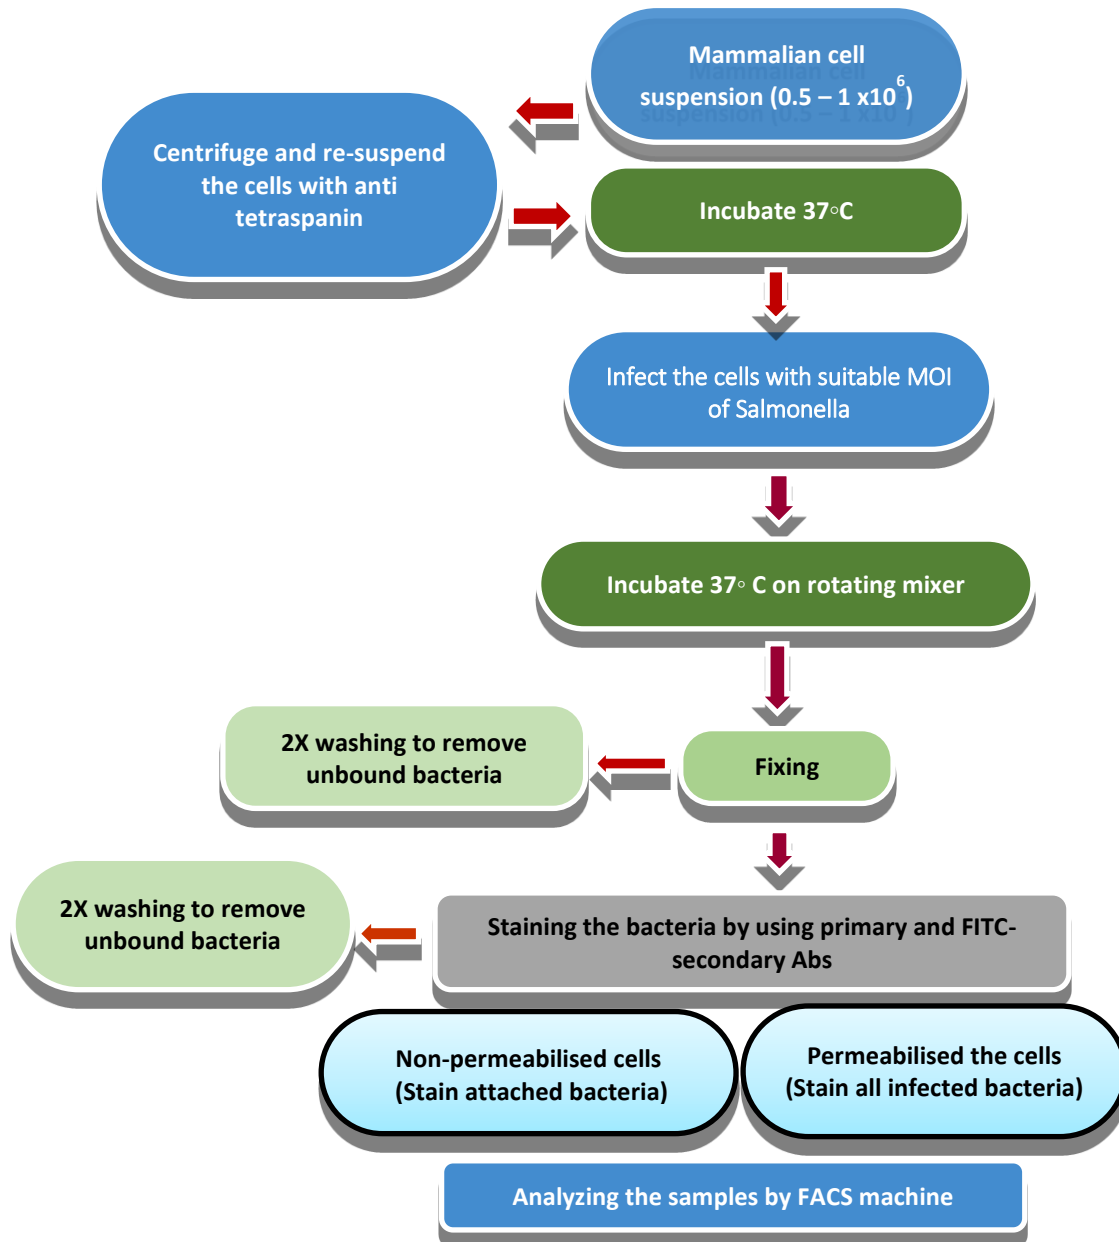 Mammalian cell
suspension (0.5 – 1 x10⁶)
Centrifuge and re-suspend
the cells with anti
tetraspanin
Incubate 37◦C
Infect the cells with suitable MOI
of Salmonella
Incubate 37◦ C on rotating mixer
Fixing
2X washing to remove
unbound bacteria
Staining the bacteria by using primary and FITC-
secondary Abs
2X washing to remove
unbound bacteria
Non-permeabilised cells
(Stain attached bacteria)
Permeabilised the cells
(Stain all infected bacteria)
Analyzing the samples by FACS machine